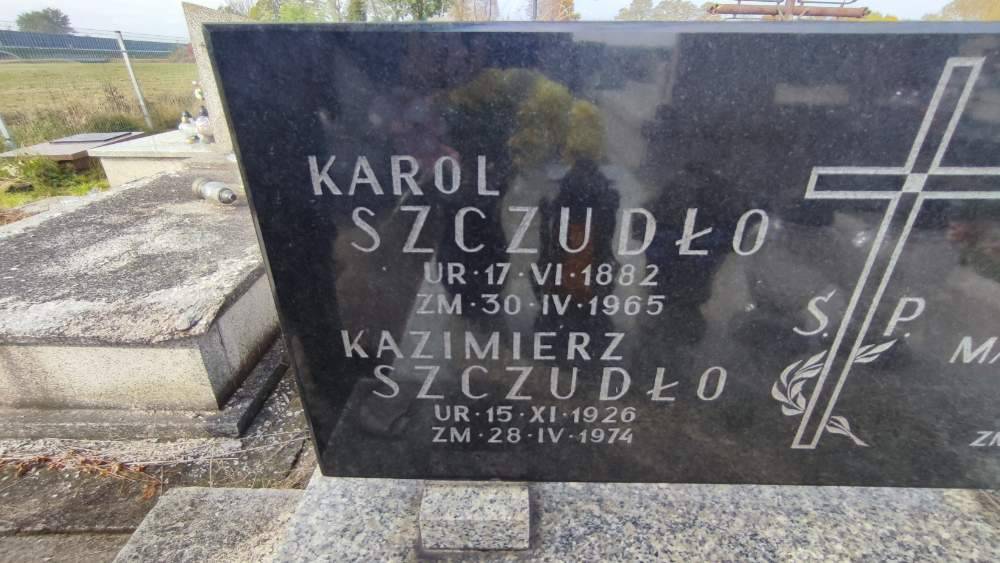 KAROL
SZCZUDŁO
UR·17·VI·1882
ZM·30·IV·1965
KAZIMIERZ
SZCZUDŁO
UR·15·XI·1926
ZM·28·IV·1974
Ś. P.